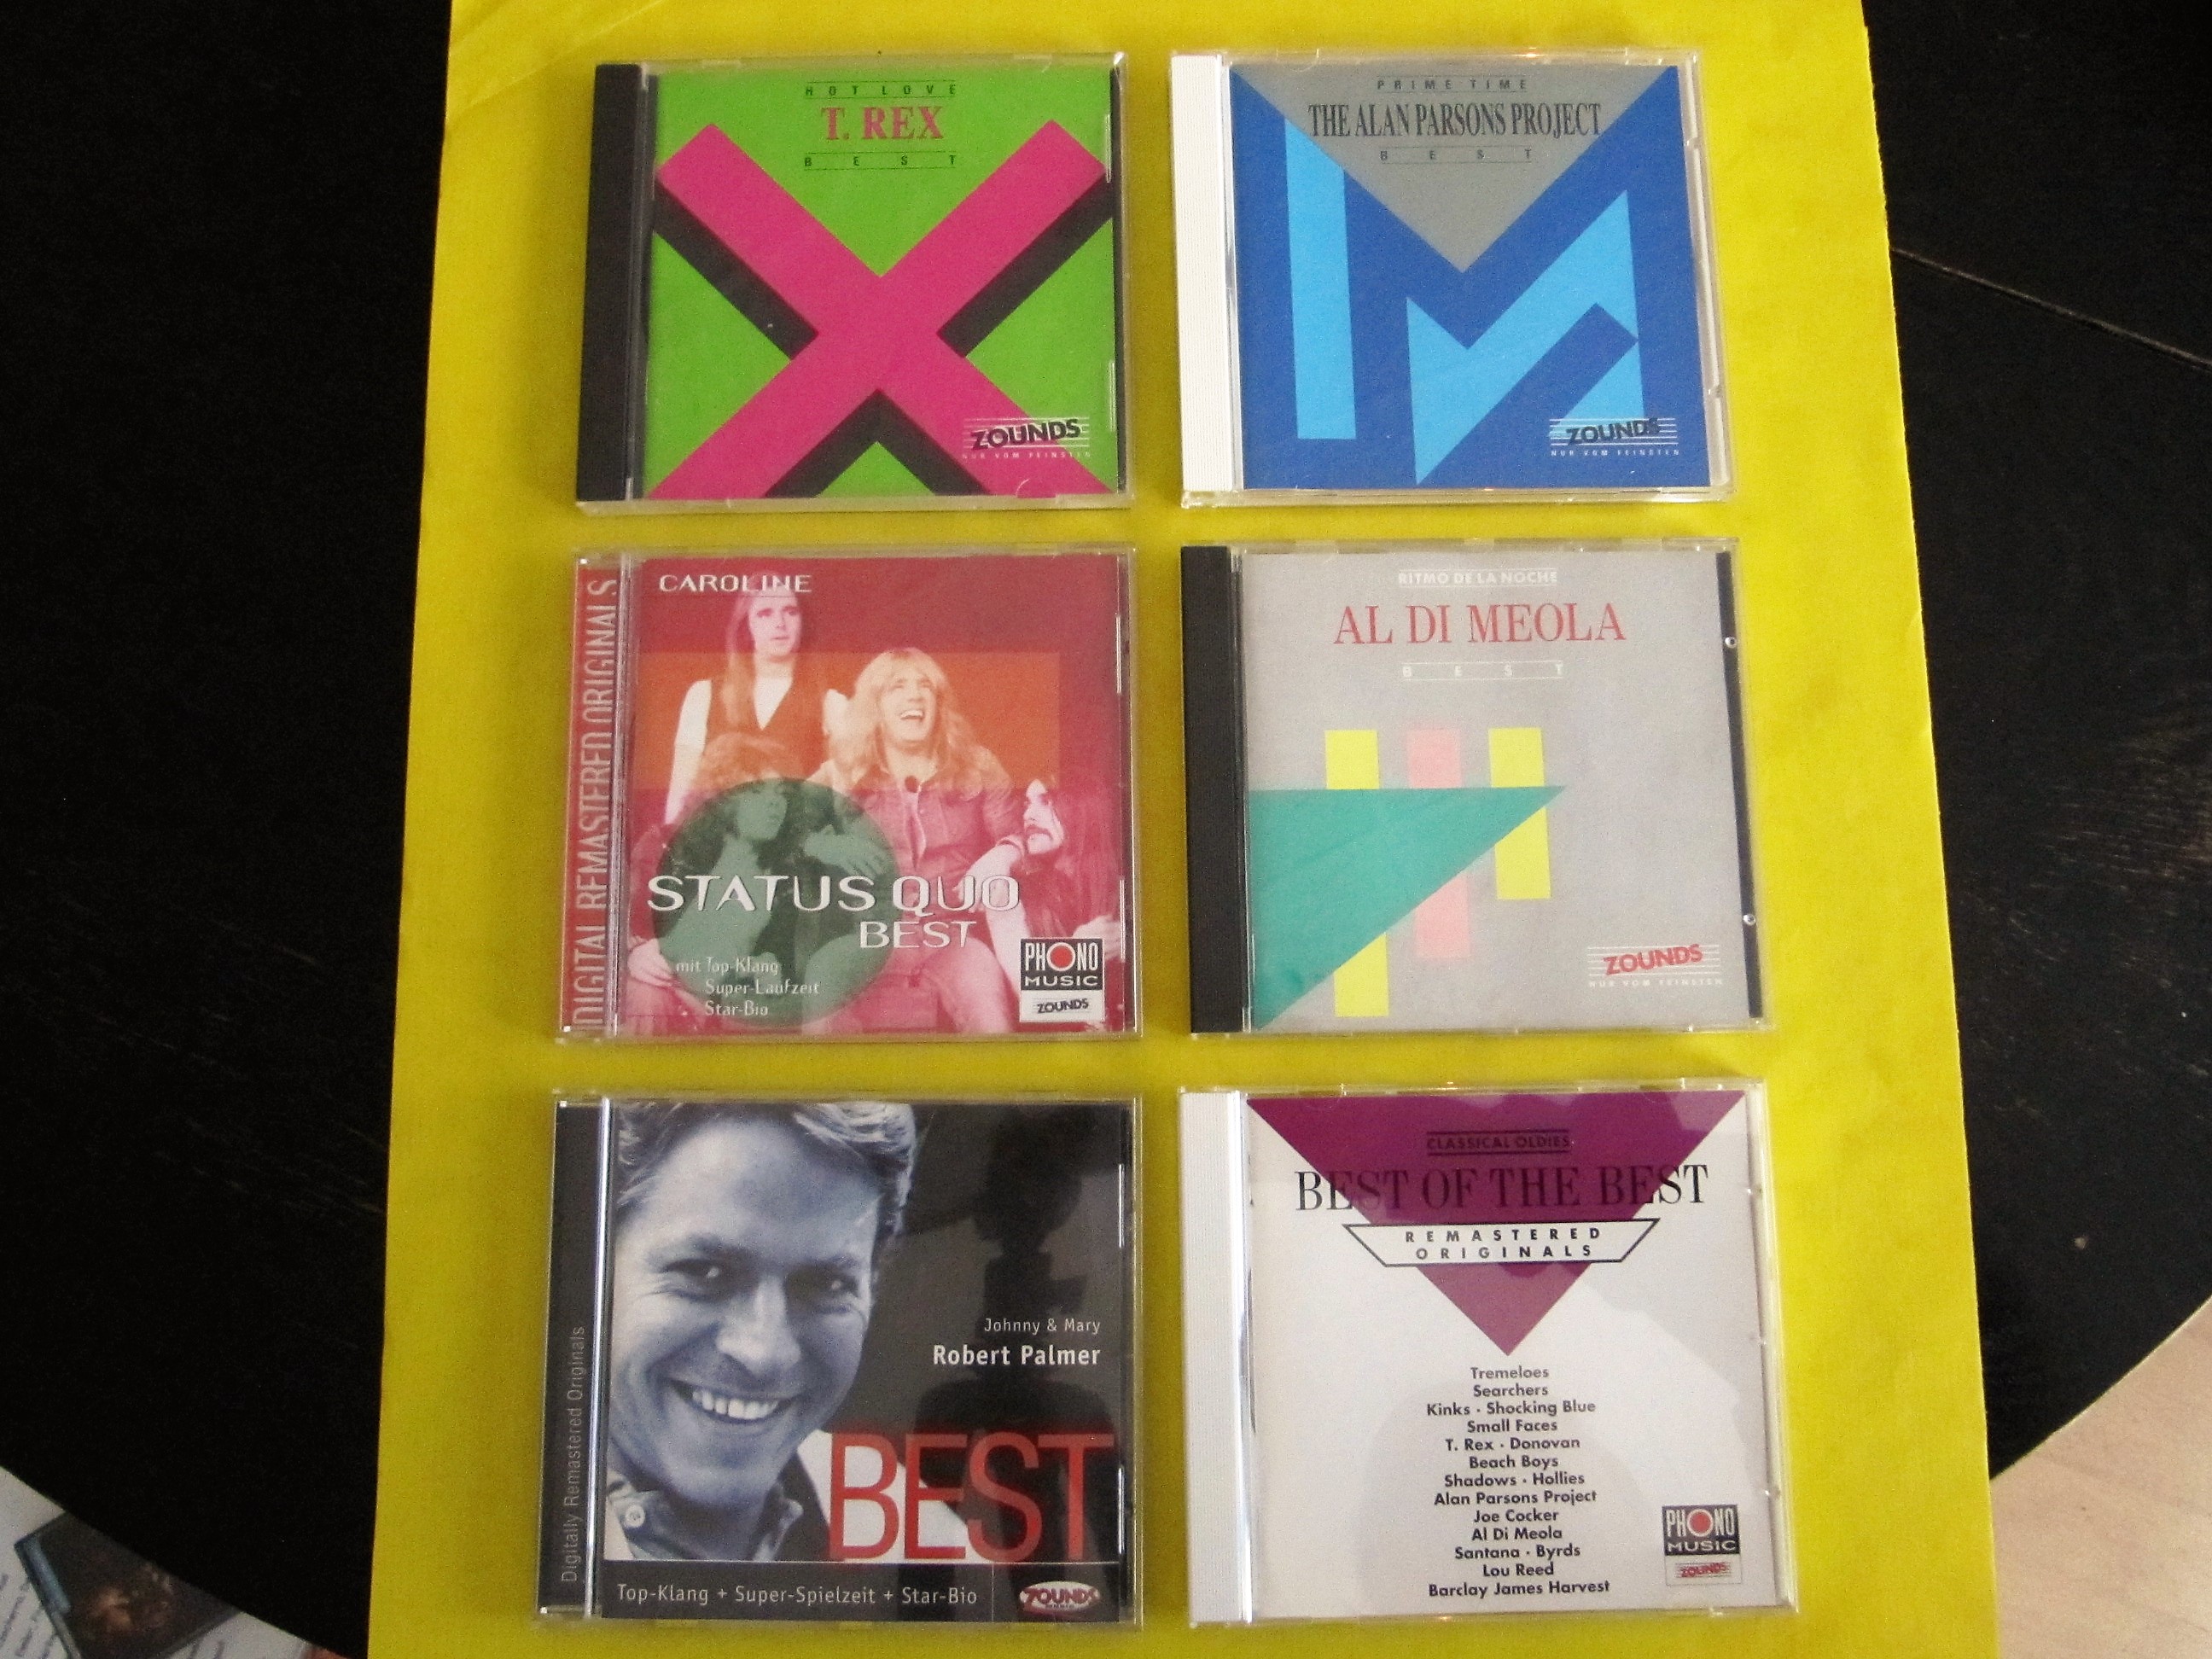 HOT LOVE
T. REX
BEST
ZOUNDS
NUR VOM FEINSTEN
PRIME TIME
THE ALAN PARSONS PROJECT
BEST
ZOUNDS
NUR VOM FEINSTEN
DIGITAL REMASTERED ORIGINALS
CAROLINE
STATUS QUO
BEST
mit Top-Klang
Super-Laufzeit
Star-Bio
PHONO
MUSIC
ZOUNDS
RITMO DE LA NOCHE
AL DI MEOLA
BEST
ZOUNDS
NUR VOM FEINSTEN
Digitally Remastered Originals
Johnny & Mary
Robert Palmer
BEST
Top-Klang + Super-Spielzeit + Star-Bio
ZOUNDS
CLASSICAL OLDIES
BEST OF THE BEST
REMASTERED
ORIGINALS
Tremeloes
Searchers
Kinks · Shocking Blue
Small Faces
T. Rex · Donovan
Beach Boys
Shadows · Hollies
Alan Parsons Project
Joe Cocker
Al Di Meola
Santana · Byrds
Lou Reed
Barclay James Harvest
PHONO
MUSIC
ZOUNDS